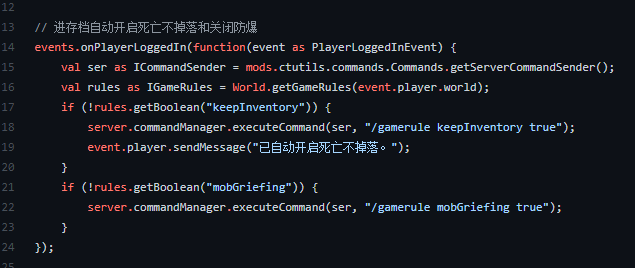 12
13 // 进存档自动开启死亡不掉落和关闭防爆
14 events.onPlayerLoggedIn(function(event as PlayerLoggedInEvent) {
15     val ser as ICommandSender = mods.ctutils.commands.Commands.getServerCommandSender();
16     val rules as IGameRules = World.getGameRules(event.player.world);
17     if (!rules.getBoolean("keepInventory")) {
18         server.commandManager.executeCommand(ser, "/gamerule keepInventory true");
19         event.player.sendMessage("已自动开启死亡不掉落。");
20     }
21     if (!rules.getBoolean("mobGriefing")) {
22         server.commandManager.executeCommand(ser, "/gamerule mobGriefing true");
23     }
24 });
25